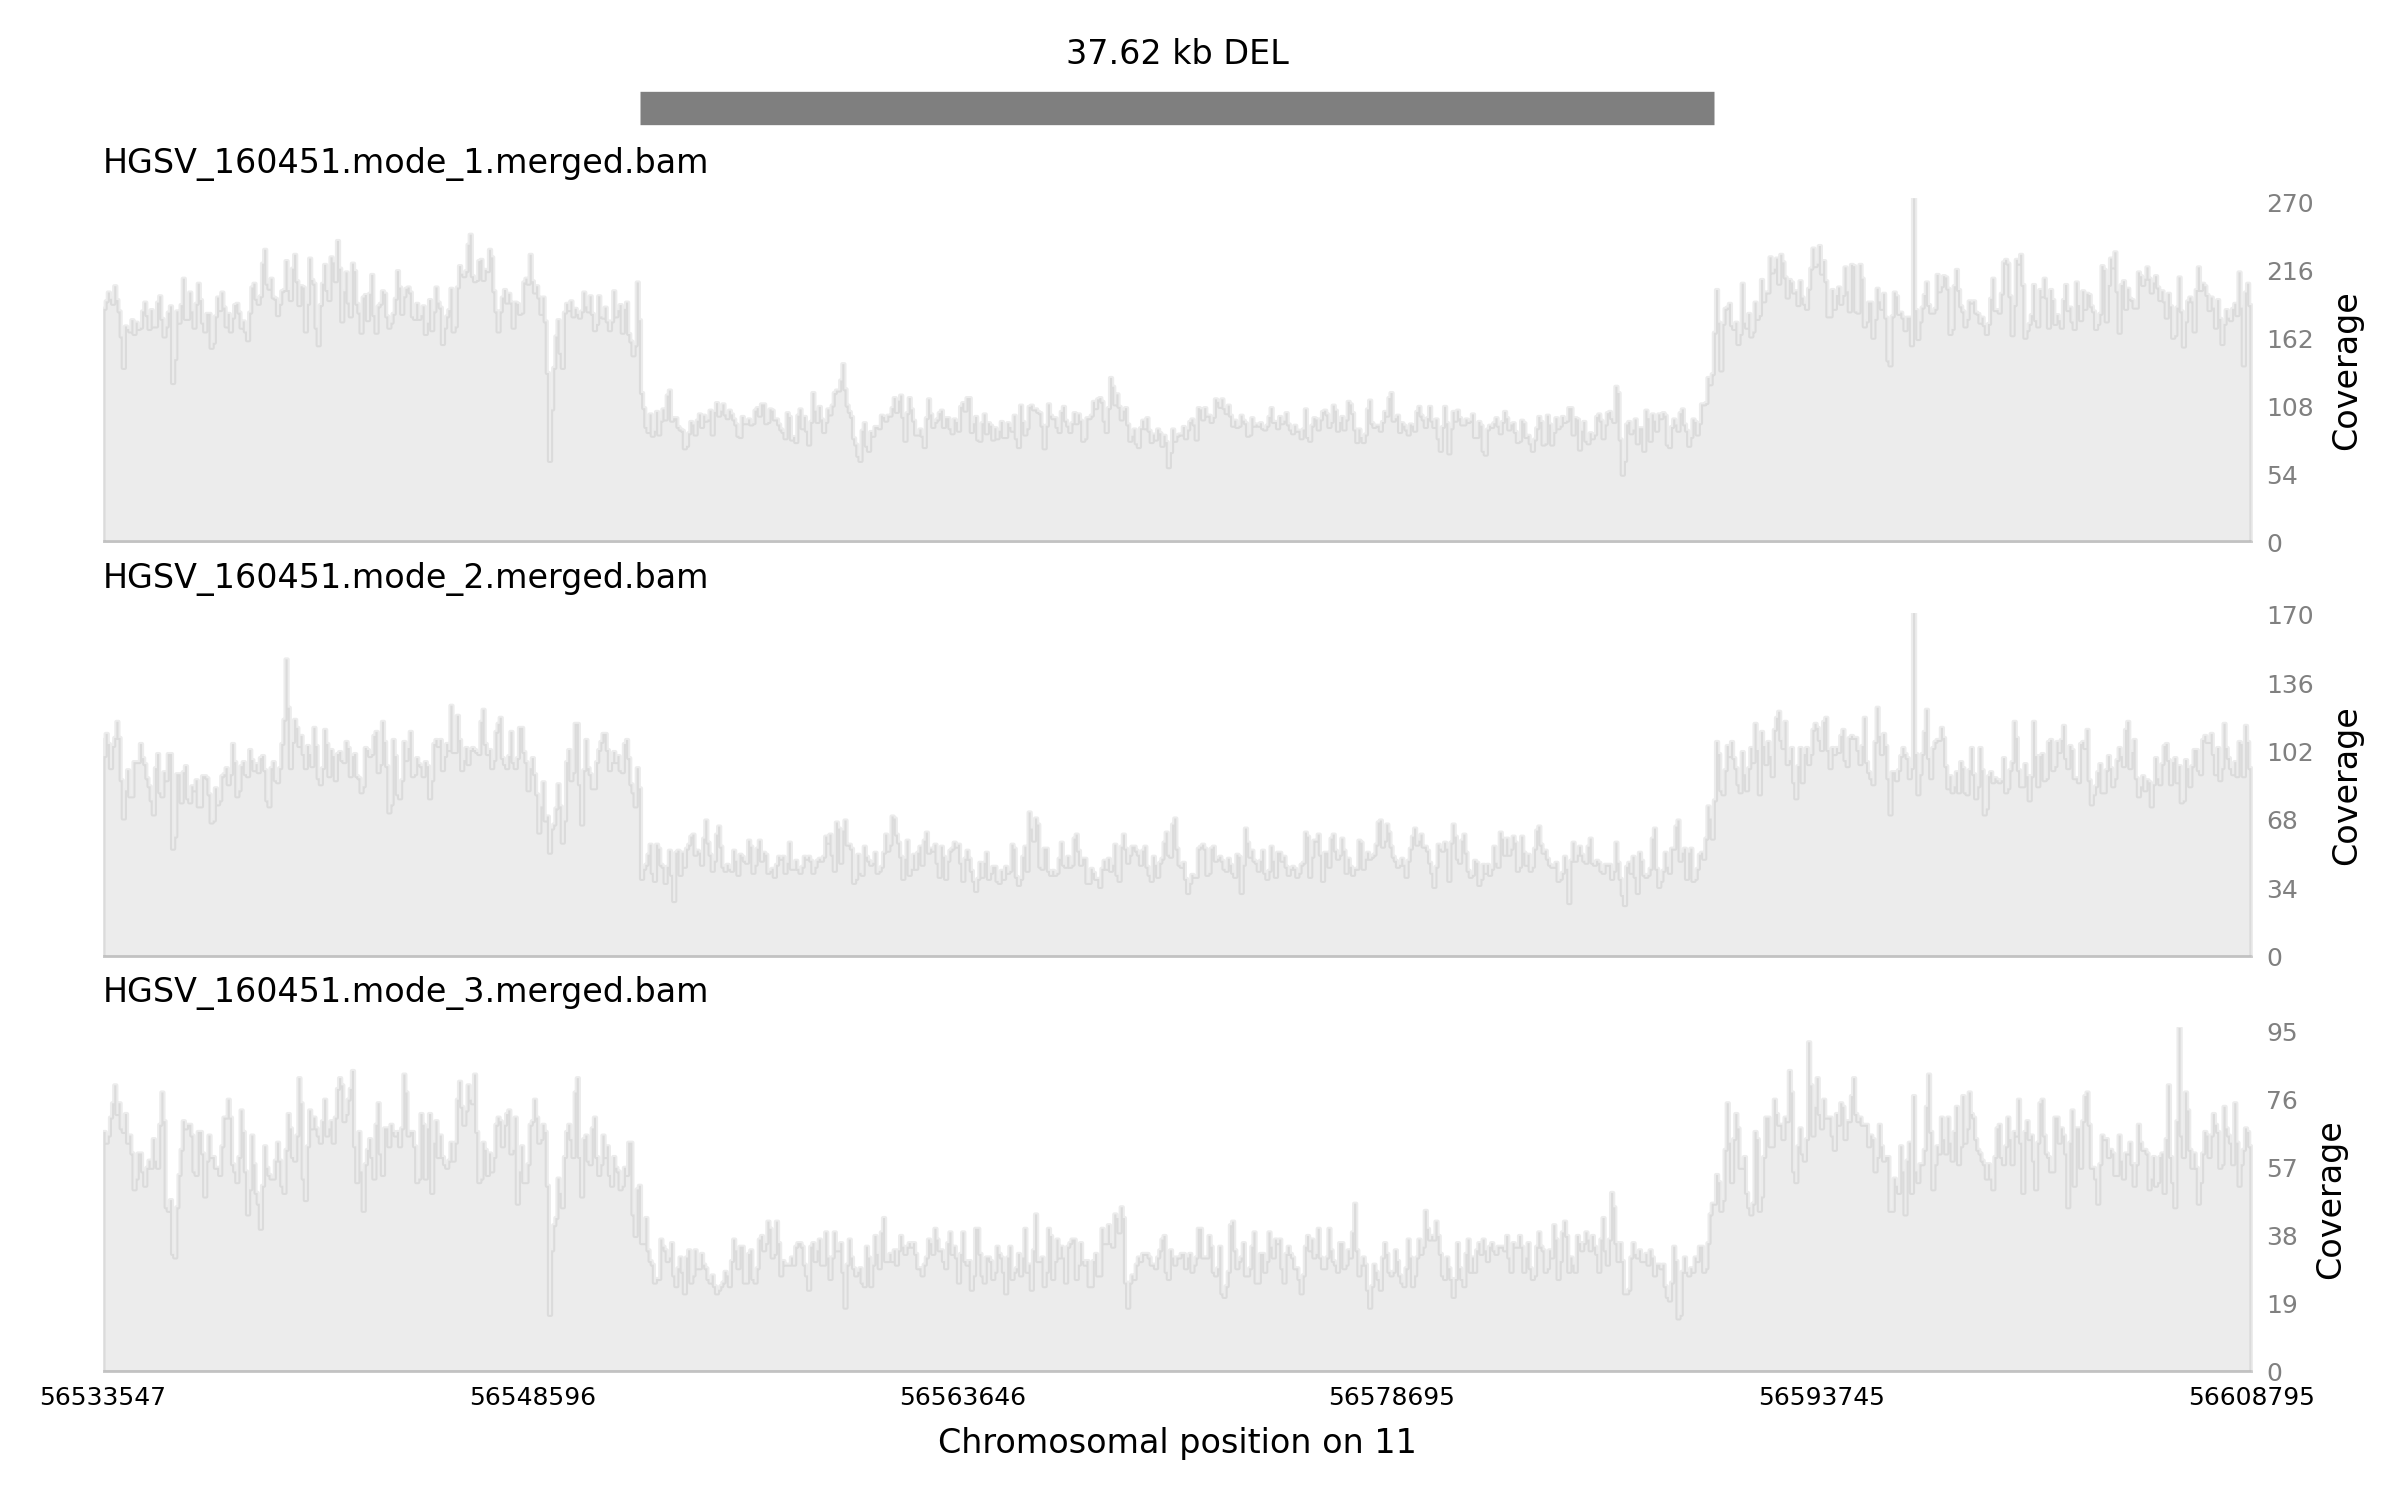 37.62 kb DEL
HGSV_160451.mode_1.merged.bam
270
216
162
108
54
0
Coverage
HGSV_160451.mode_2.merged.bam
170
136
102
68
34
0
Coverage
HGSV_160451.mode_3.merged.bam
95
76
57
38
19
0
Coverage
56533547 56548596 56563646 56578695 56593745 56608795
Chromosomal position on 11